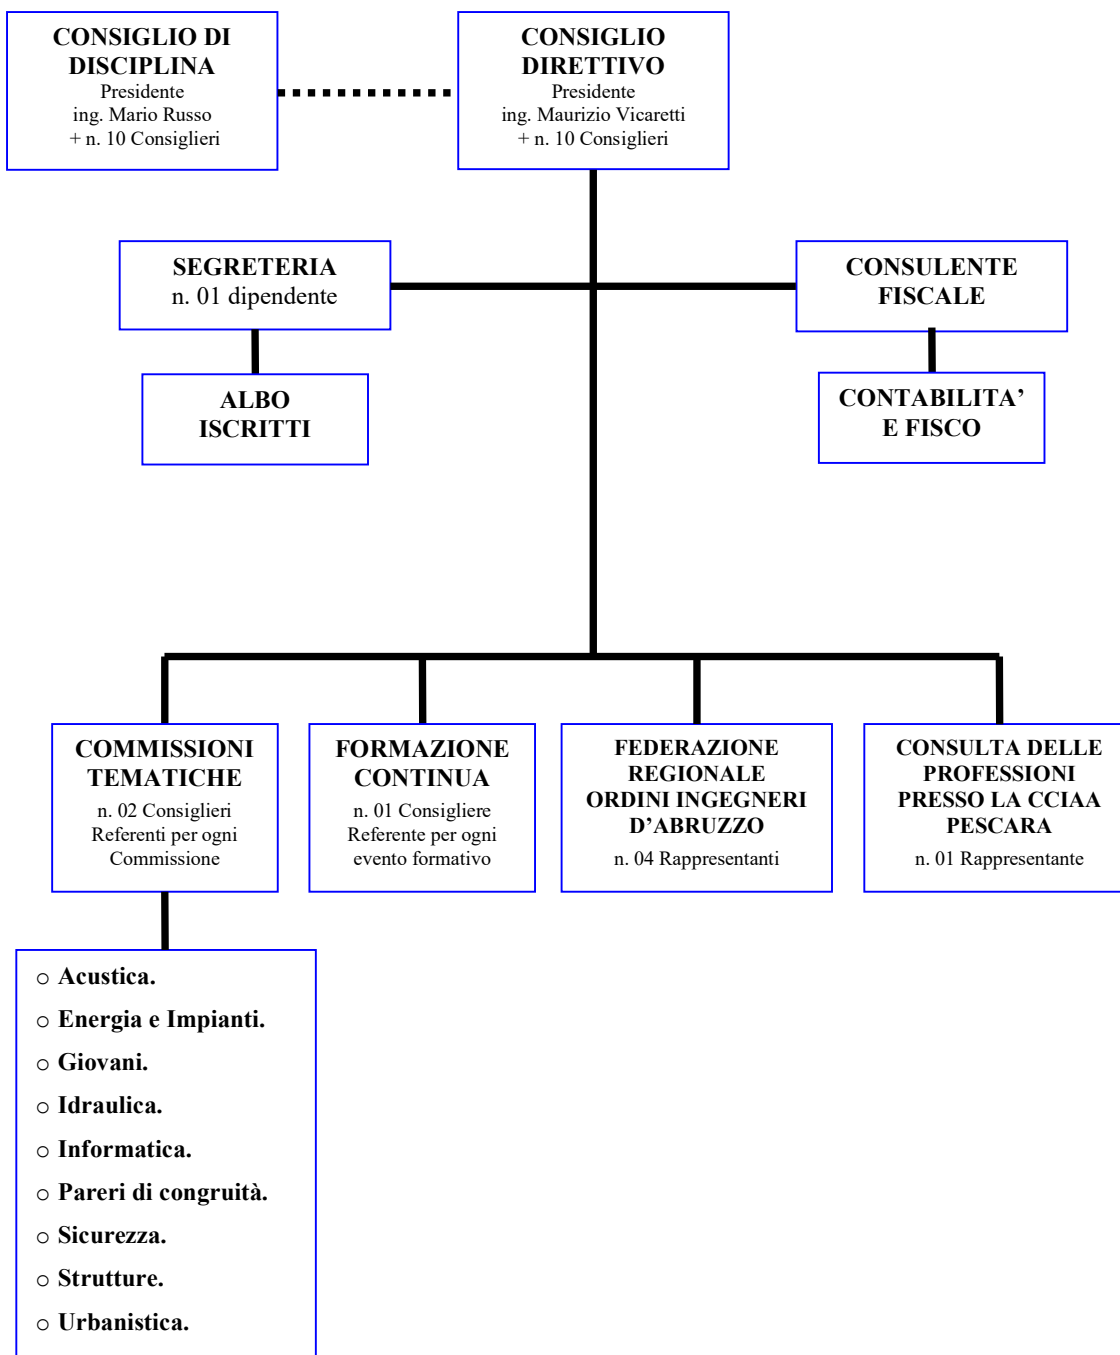 CONSIGLIO DI
DISCIPLINA
Presidente
ing. Mario Russo
+ n. 10 Consiglieri
CONSIGLIO
DIRETTIVO
Presidente
ing. Maurizio Vicaretti
+ n. 10 Consiglieri
SEGRETERIA
n. 01 dipendente
CONSULENTE
FISCALE
ALBO
ISCRITTI
CONTABILITA’
E FISCO
COMMISSIONI
TEMATICHE
n. 02 Consiglieri
Referenti per ogni
Commissione
FORMAZIONE
CONTINUA
n. 01 Consigliere
Referente per ogni
evento formativo
FEDERAZIONE
REGIONALE
ORDINI INGEGNERI
D’ABRUZZO
n. 04 Rappresentanti
CONSULTA DELLE
PROFESSIONI
PRESSO LA CCIAA
PESCARA
n. 01 Rappresentante
o Acustica.
o Energia e Impianti.
o Giovani.
o Idraulica.
o Informatica.
o Pareri di congruità.
o Sicurezza.
o Strutture.
o Urbanistica.